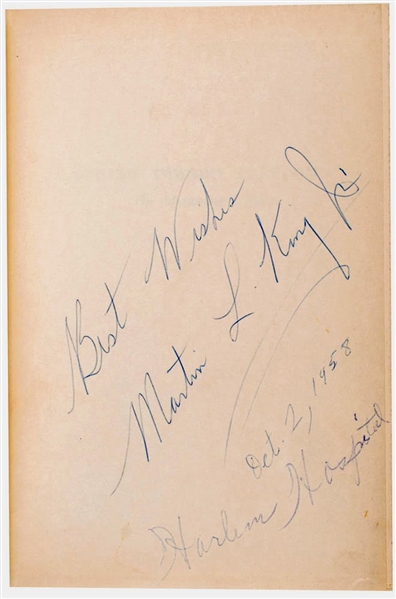 Best Wishes
Martin L. King Jr.
Oct. 2, 1958
Harlem Hospital